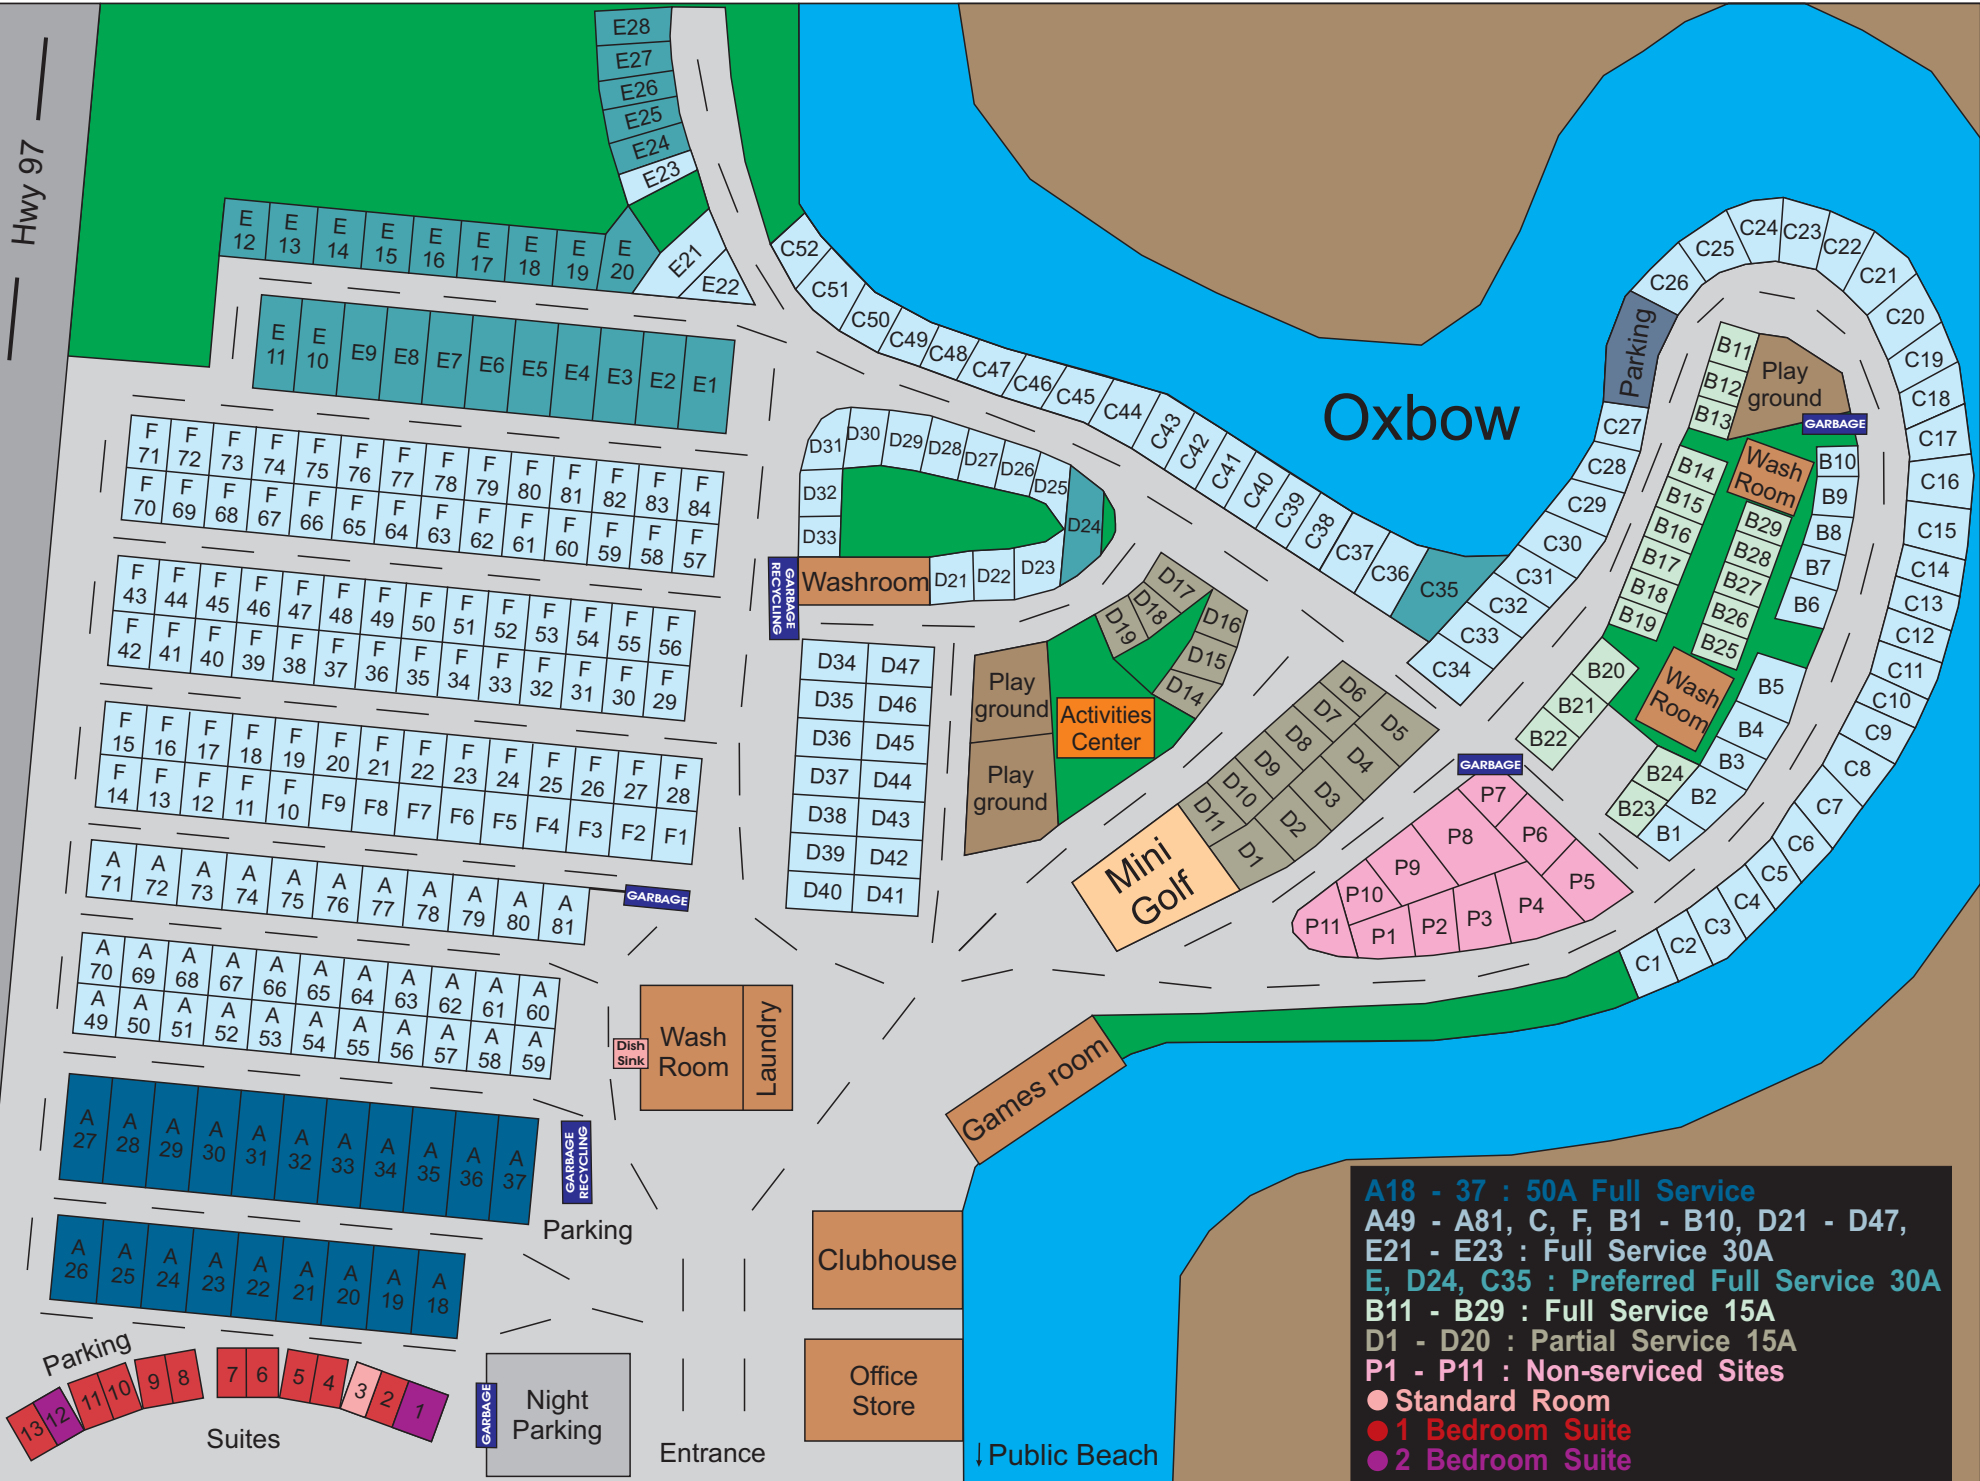 Hwy 97
E28
E27
E26
E25
E24
E23
E 12
E 13
E 14
E 15
E 16
E 17
E 18
E 19
E 20
E21
E22
E 11
E 10
E9
E8
E7
E6
E5
E4
E3
E2
E1
F 71
F 72
F 73
F 74
F 75
F 76
F 77
F 78
F 79
F 80
F 81
F 82
F 83
F 84
F 70
F 69
F 68
F 67
F 66
F 65
F 64
F 63
F 62
F 61
F 60
F 59
F 58
F 57
F 43
F 44
F 45
F 46
F 47
F 48
F 49
F 50
F 51
F 52
F 53
F 54
F 55
F 56
F 42
F 41
F 40
F 39
F 38
F 37
F 36
F 35
F 34
F 33
F 32
F 31
F 30
F 29
F 15
F 16
F 17
F 18
F 19
F 20
F 21
F 22
F 23
F 24
F 25
F 26
F 27
F 28
F 14
F 13
F 12
F 11
F 10
F9
F8
F7
F6
F5
F4
F3
F2
F1
A 71
A 72
A 73
A 74
A 75
A 76
A 77
A 78
A 79
A 80
A 81
GARBAGE
A 70
A 69
A 68
A 67
A 66
A 65
A 64
A 63
A 62
A 61
A 60
A 49
A 50
A 51
A 52
A 53
A 54
A 55
A 56
A 57
A 58
A 59
A 27
A 28
A 29
A 30
A 31
A 32
A 33
A 34
A 35
A 36
A 37
GARBAGE
RECYCLING
Parking
A 26
A 25
A 24
A 23
A 22
A 21
A 20
A 19
A 18
Parking
13
12
11
10
9
8
7
6
5
4
3
2
1
Suites
GARBAGE
Night
Parking
Entrance
Dish
Sink
Wash
Room
Laundry
Clubhouse
Office
Store
↓Public Beach
Games room
C52
C51
C50
C49
C48
C47
C46
C45
C44
C43
C42
C41
C40
C39
C38
C37
C36
C35
C34
C33
C32
C31
C30
C29
C28
C27
Parking
C26
C25
C24
C23
C22
C21
C20
C19
C18
C17
C16
C15
C14
C13
C12
C11
C10
C9
C8
C7
C6
C5
C4
C3
C2
C1
Oxbow
D31
D30
D29
D28
D27
D26
D25
D24
D32
D33
Washroom
D21
D22
D23
GARBAGE
RECYCLING
D34
D47
D35
D46
D36
D45
D37
D44
D38
D43
D39
D42
D40
D41
Play
ground
Play
ground
Activities
Center
D17
D18
D19
D16
D15
D14
D6
D7
D8
D9
D10
D11
D5
D4
D3
D2
D1
Mini
Golf
GARBAGE
P7
P8
P6
P9
P5
P10
P11
P1
P2
P3
P4
B11
B12
B13
Play
ground
GARBAGE
Wash
Room
B10
B9
B8
B7
B6
B14
B15
B16
B17
B18
B19
B29
B28
B27
B26
B25
B20
B21
B22
Wash
Room
B5
B4
B3
B2
B1
B24
B23
A18 - 37 : 50A Full Service
A49 - A81, C, F, B1 - B10, D21 - D47,
E21 - E23 : Full Service 30A
E, D24, C35 : Preferred Full Service 30A
B11 - B29 : Full Service 15A
D1 - D20 : Partial Service 15A
P1 - P11 : Non-serviced Sites
Standard Room
1 Bedroom Suite
2 Bedroom Suite